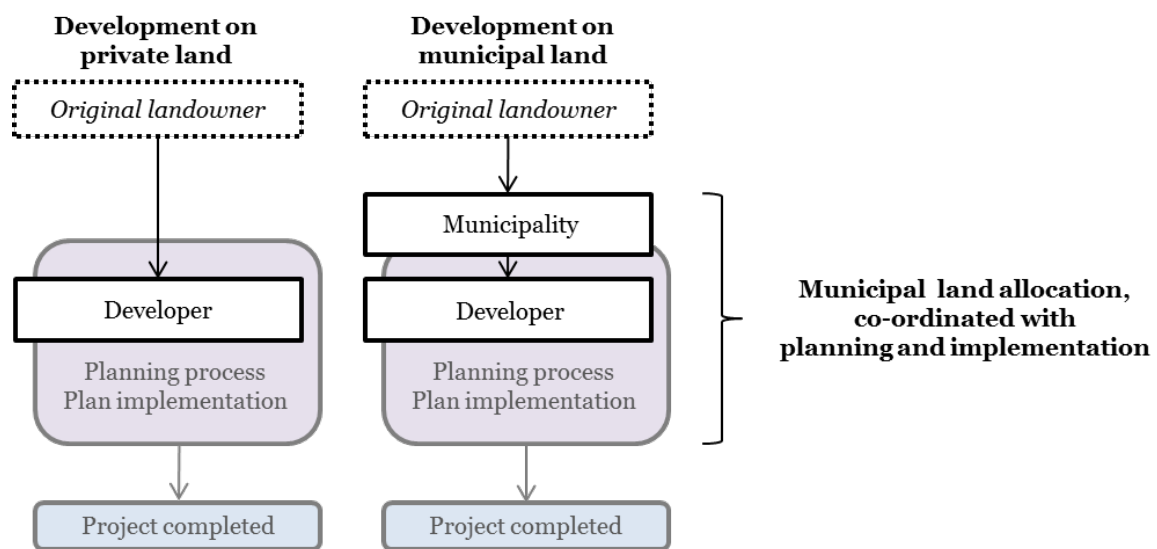 Development on
private land
Original landowner
Developer
Planning process
Plan implementation
Project completed
Development on
municipal land
Original landowner
Municipality
Developer
Planning process
Plan implementation
Project completed
Municipal land allocation,
co-ordinated with
planning and implementation